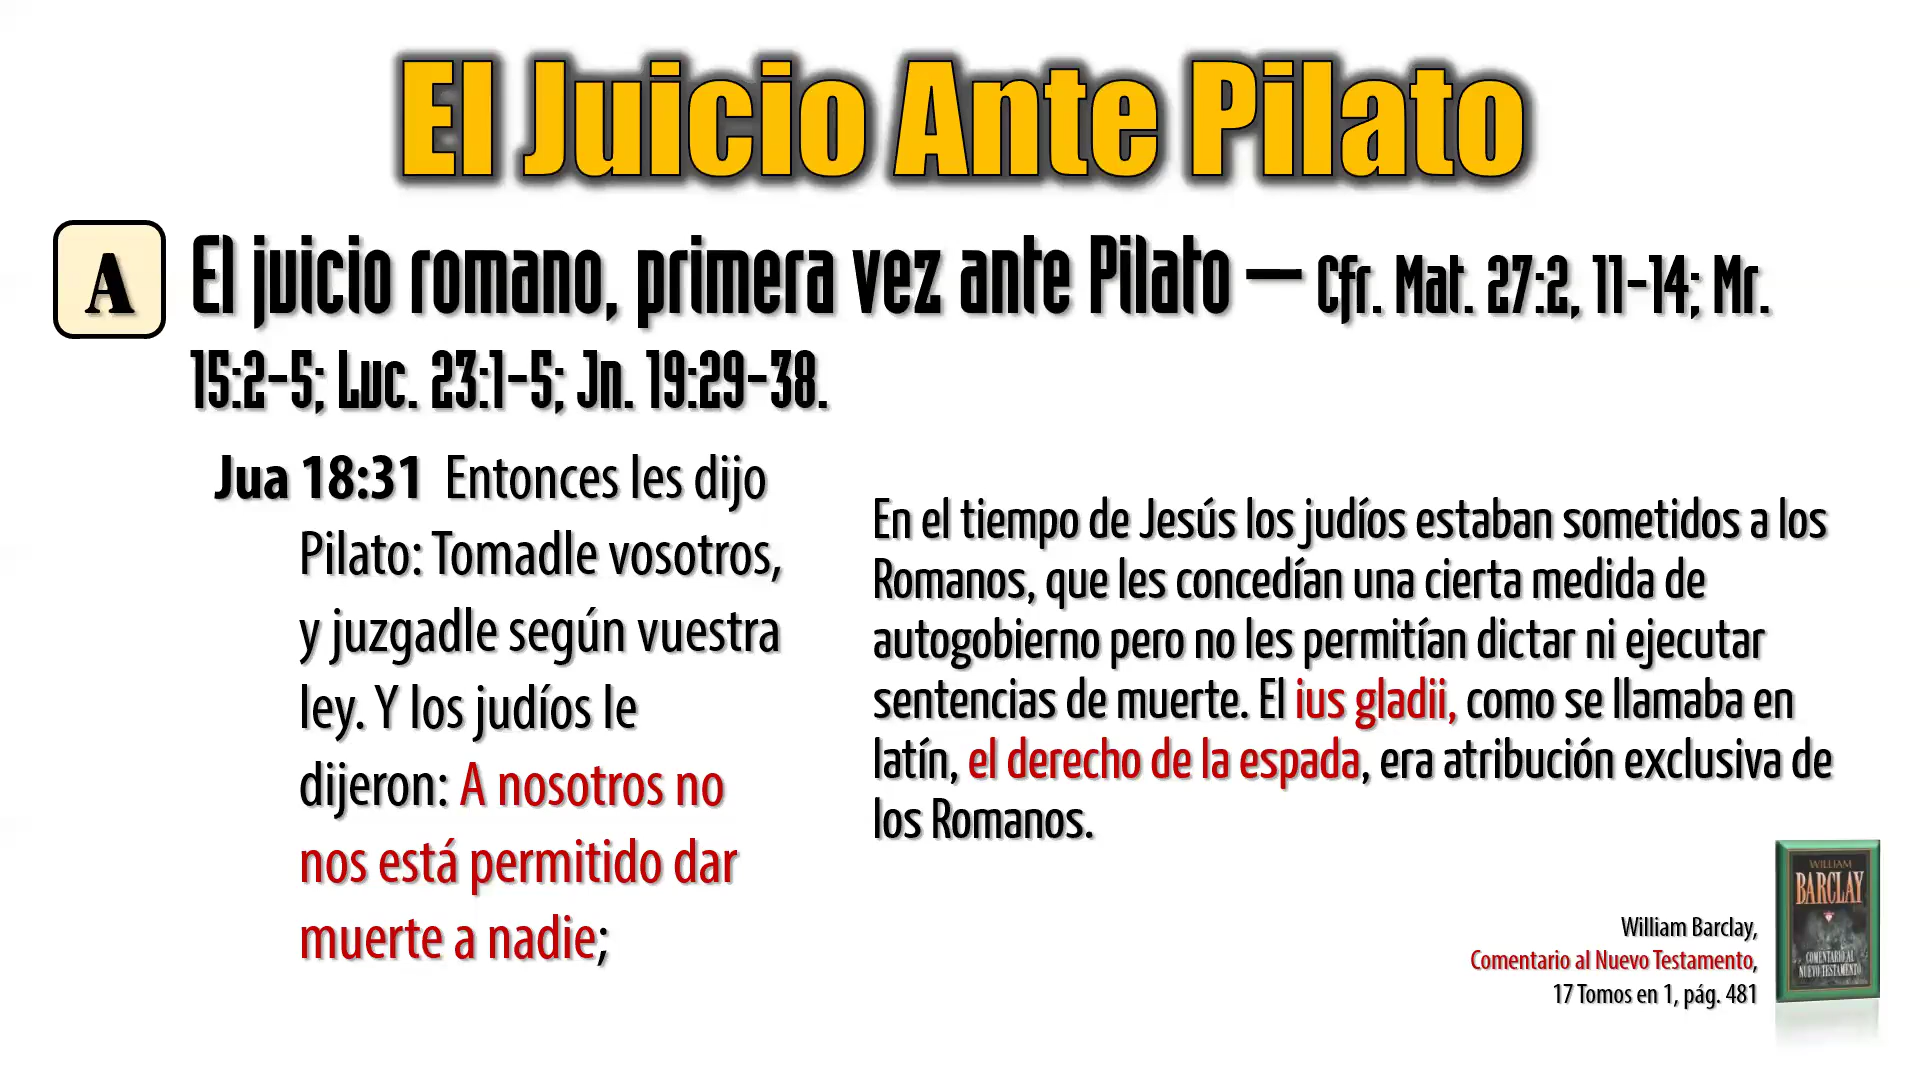 El Juicio Ante Pilato
A
El juicio romano, primera vez ante Pilato — Cfr. Mat. 27:2, 11-14; Mr.
15:2-5; Luc. 23:1-5; Jn. 19:29-38.
Jua 18:31 Entonces les dijo
Pilato: Tomadle vosotros,
y juzgadle según vuestra
ley. Y los judíos le
dijeron: A nosotros no
nos está permitido dar
muerte a nadie;
En el tiempo de Jesús los judíos estaban sometidos a los
Romanos, que les concedían una cierta medida de
autogobierno pero no les permitían dictar ni ejecutar
sentencias de muerte. El ius gladii, como se llamaba en
latín, el derecho de la espada, era atribución exclusiva de
los Romanos.
William Barclay,
Comentario al Nuevo Testamento,
17 Tomos en 1, pág. 481
WILLIAM
BARCLAY
COMENTARIO AL
NUEVO TESTAMENTO